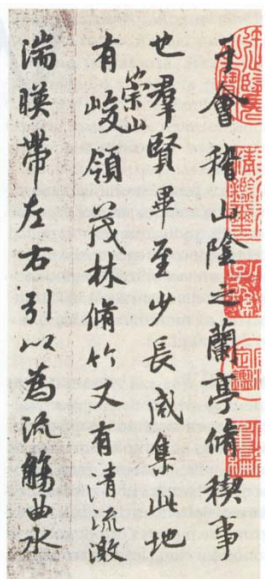 于會稽山陰之蘭亭脩稧事
也羣賢畢至少長咸集此地
有崇山峻領茂林脩竹又有清流激
湍暎帶左右引以為流觴曲水